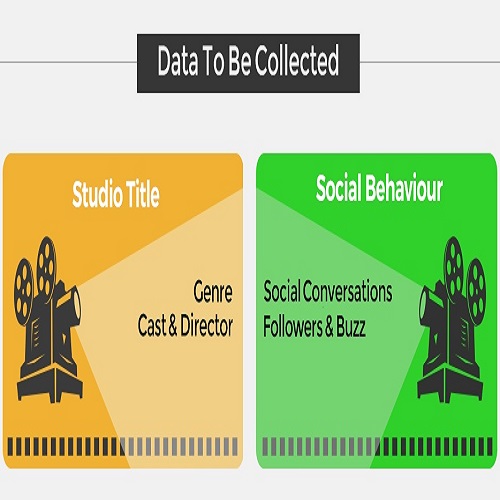 Data To Be Collected
Studio Title
Genre
Cast & Director
Social Behaviour
Social Conversations
Followers & Buzz